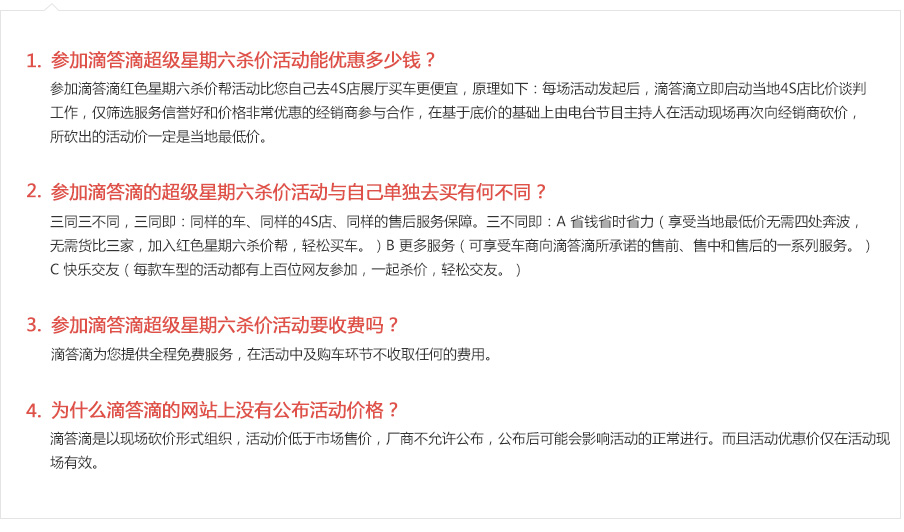 1. 参加滴答滴超级星期六杀价活动能优惠多少钱？
参加滴答滴红色星期六杀价帮活动比您自己去4S店展厅买车更便宜，原理如下：每场活动发起后，滴答滴立即启动当地4S店比价谈判
工作，仅筛选服务信誉好和价格非常优惠的经销商参与合作，在基于底价的基础上由电台节目主持人在活动现场再次向经销商砍价，
所砍出的活动价一定是当地最低价。
2. 参加滴答滴的超级星期六杀价活动与自己单独去买有何不同？
三同三不同，三同即：同样的车、同样的4S店、同样的售后服务保障。三不同即：A 省钱省时省力（享受当地最低价无需四处奔波，
无需货比三家，加入红色星期六杀价帮，轻松买车。）B 更多服务（可享受车商向滴答滴所承诺的售前、售中和售后的一系列服务。）
C 快乐交友（每款车型的活动都有上百位网友参加，一起杀价，轻松交友。）
3. 参加滴答滴超级星期六杀价活动要收费吗？
滴答滴为您提供全程免费服务，在活动中及购车环节不收取任何的费用。
4. 为什么滴答滴的网站上没有公布活动价格？
滴答滴是以现场砍价形式组织，活动价低于市场售价，厂商不允许公布，公布后可能会影响活动的正常进行。而且活动优惠价仅在活动现
场有效。